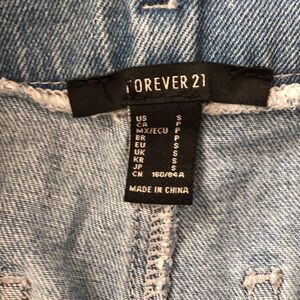 FOREVER 21
US S
CA P
MX/ECU P
BR P
EU S
UK S
KR S
JP S
CN 160/84A
MADE IN CHINA